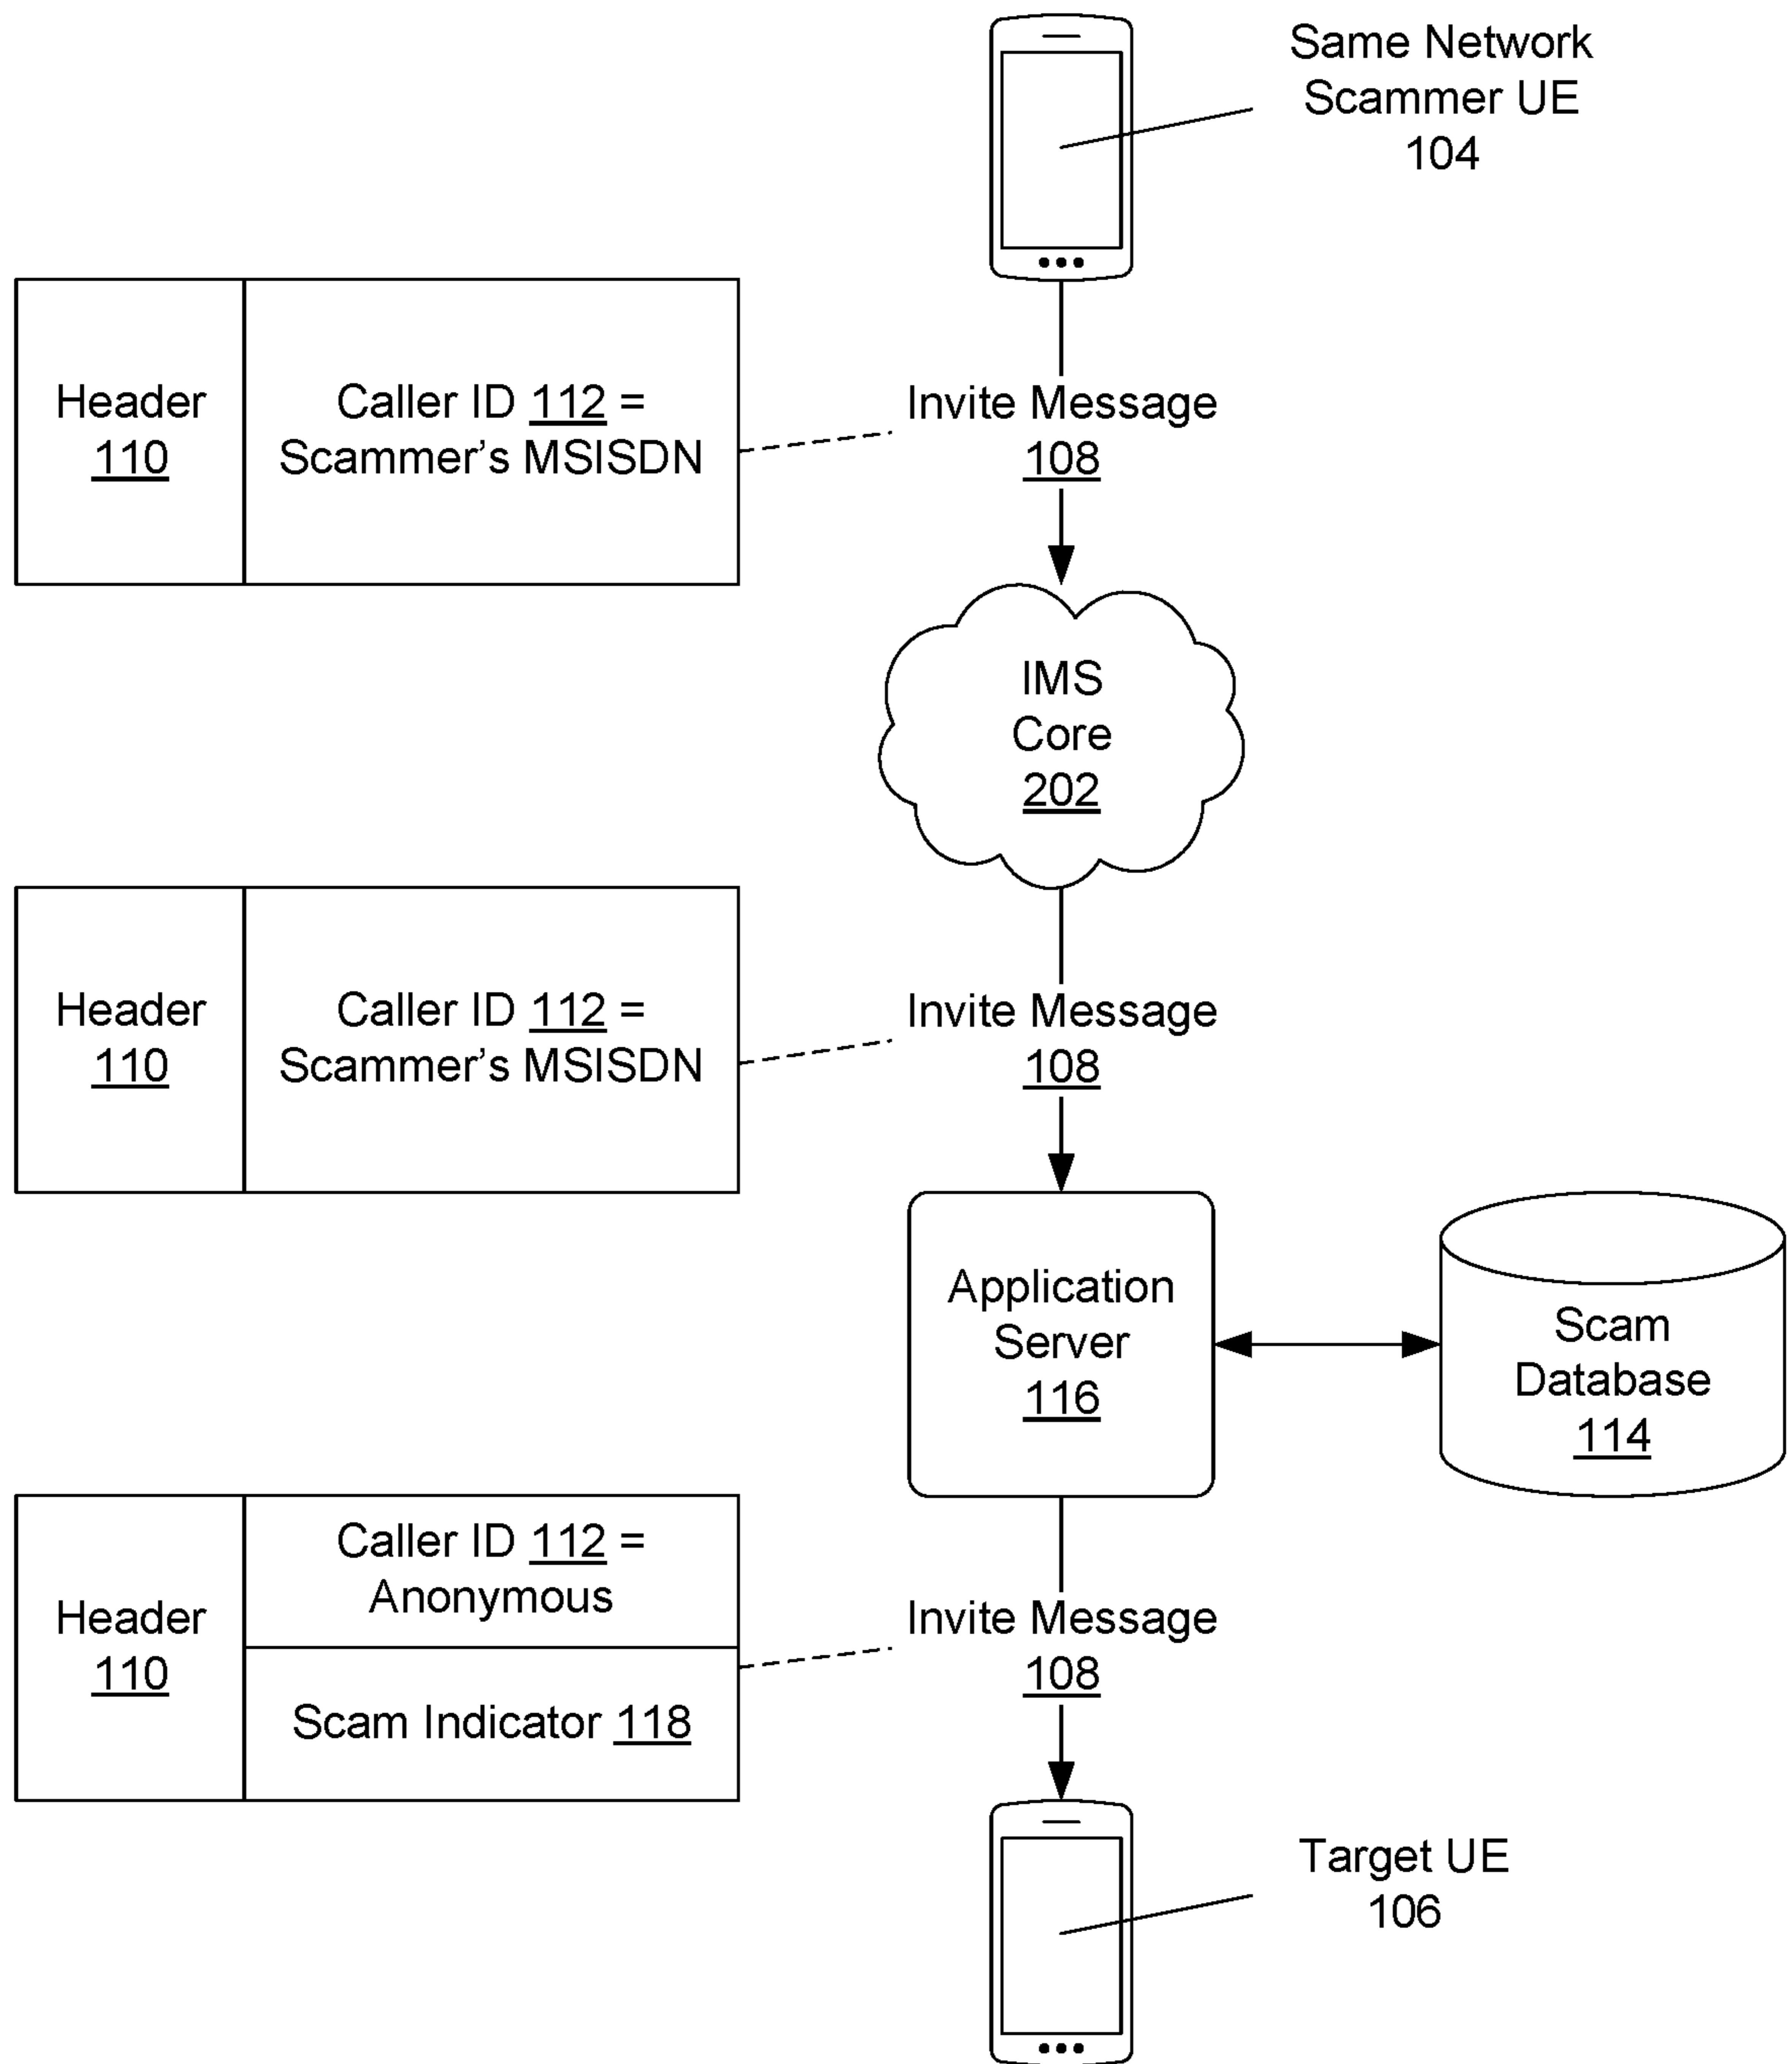 Same Network
Scammer UE
104
Header
110
Caller ID 112 =
Scammer's MSISDN
Invite Message
108
IMS
Core
202
Header
110
Caller ID 112 =
Scammer's MSISDN
Invite Message
108
Application
Server
116
Scam
Database
114
Header
110
Caller ID 112 =
Anonymous
Scam Indicator 118
Invite Message
108
Target UE
106